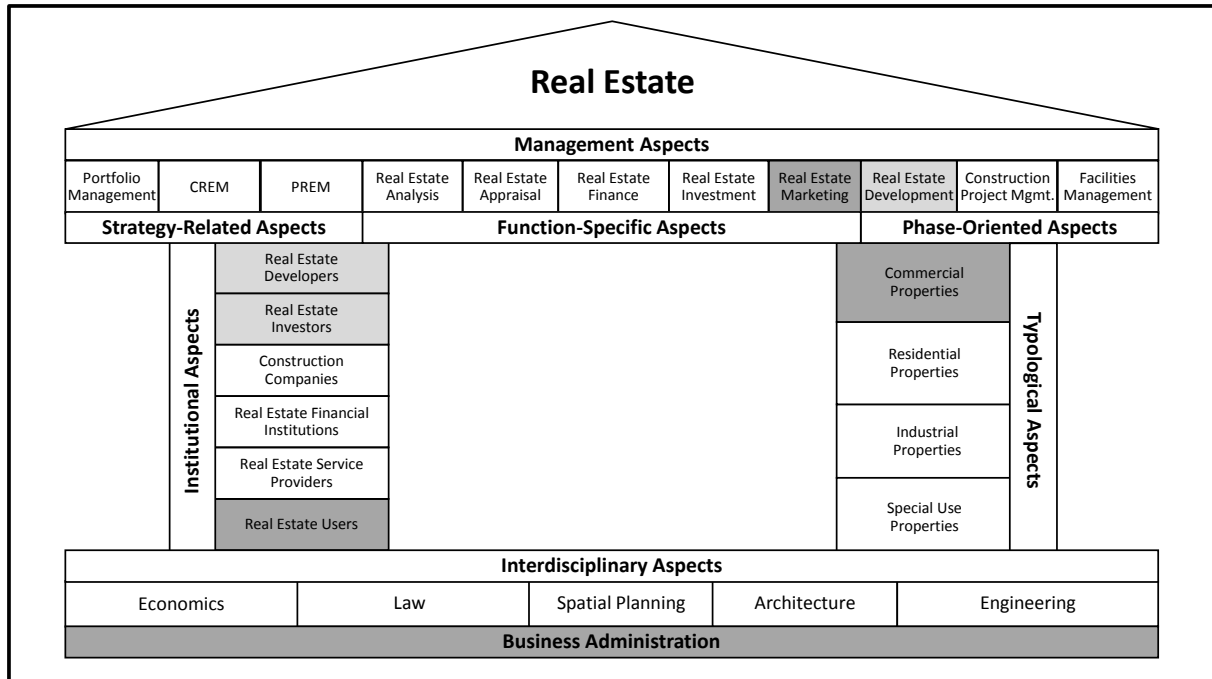 Real Estate
Management Aspects
Portfolio
Management
CREM
PREM
Real Estate
Analysis
Real Estate
Appraisal
Real Estate
Finance
Real Estate
Investment
Real Estate
Marketing
Real Estate
Development
Construction
Project Mgmt.
Facilities
Management
Strategy-Related Aspects
Function-Specific Aspects
Phase-Oriented Aspects
Institutional Aspects
Real Estate
Developers
Real Estate
Investors
Construction
Companies
Real Estate Financial
Institutions
Real Estate Service
Providers
Real Estate Users
Commercial
Properties
Residential
Properties
Industrial
Properties
Special Use
Properties
Typological Aspects
Interdisciplinary Aspects
Economics
Law
Spatial Planning
Architecture
Engineering
Business Administration